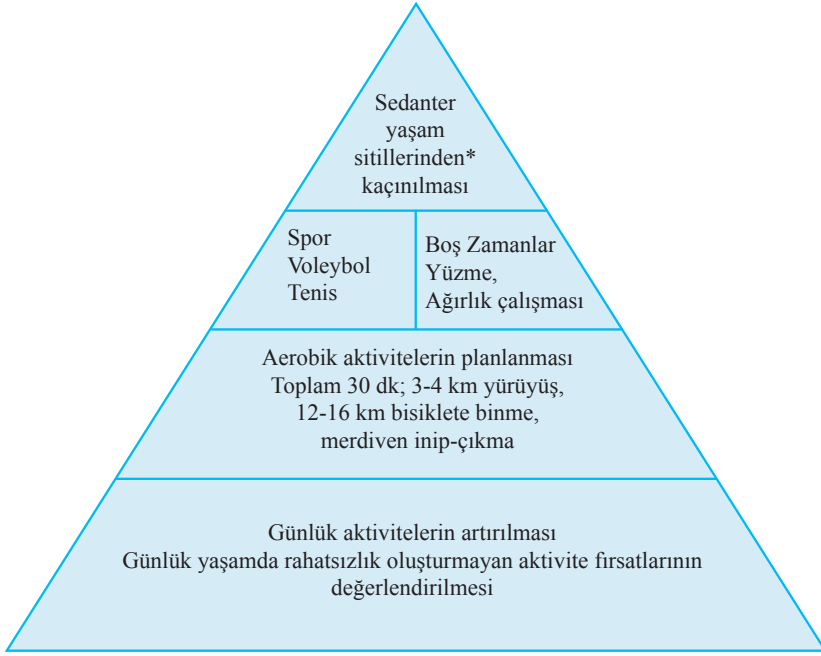 Sedanter
yaşam
sitillerinden*
kaçınılması
Spor
Voleybol
Tenis
Boş Zamanlar
Yüzme,
Ağırlık çalışması
Aerobik aktivitelerin planlanması
Toplam 30 dk; 3-4 km yürüyüş,
12-16 km bisiklete binme,
merdiven inip-çıkma
Günlük aktivitelerin artırılması
Günlük yaşamda rahatsızlık oluşturmayan aktivite fırsatlarının
değerlendirilmesi